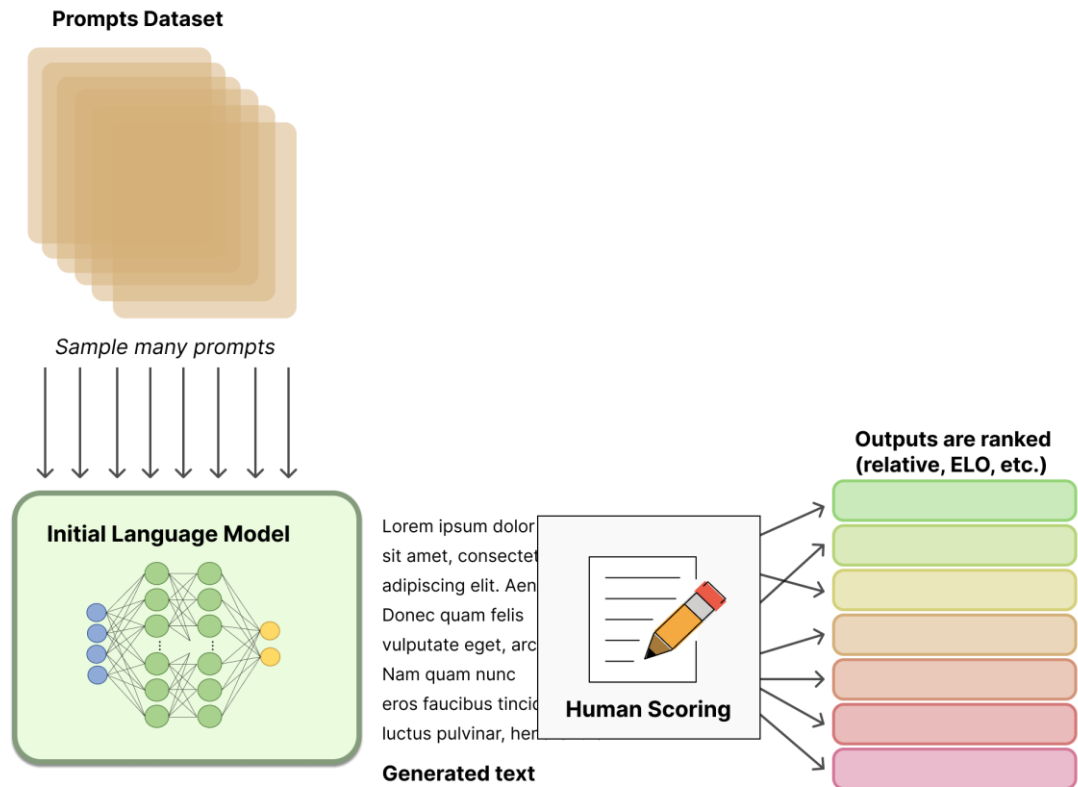 Prompts Dataset
Sample many prompts
Initial Language Model
Lorem ipsum dolor
sit amet, consectet
adipiscing elit. Aen
Donec quam felis
vulputate eget, arc
Nam quam nunc
eros faucibus tincid
luctus pulvinar, her
Generated text
Human Scoring
Outputs are ranked
(relative, ELO, etc.)